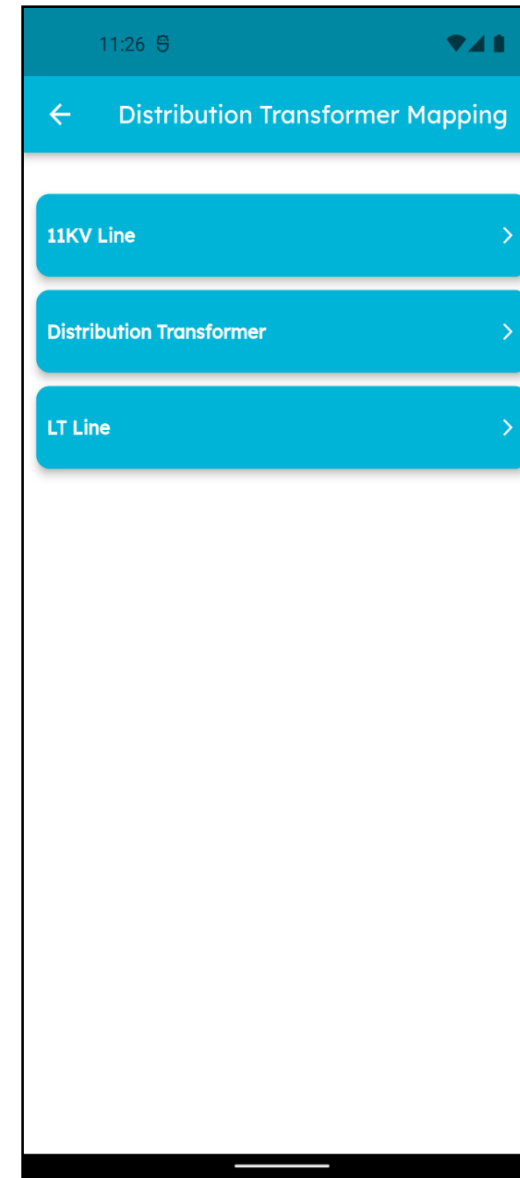 11:26
Distribution Transformer Mapping
11KV Line
Distribution Transformer
LT Line